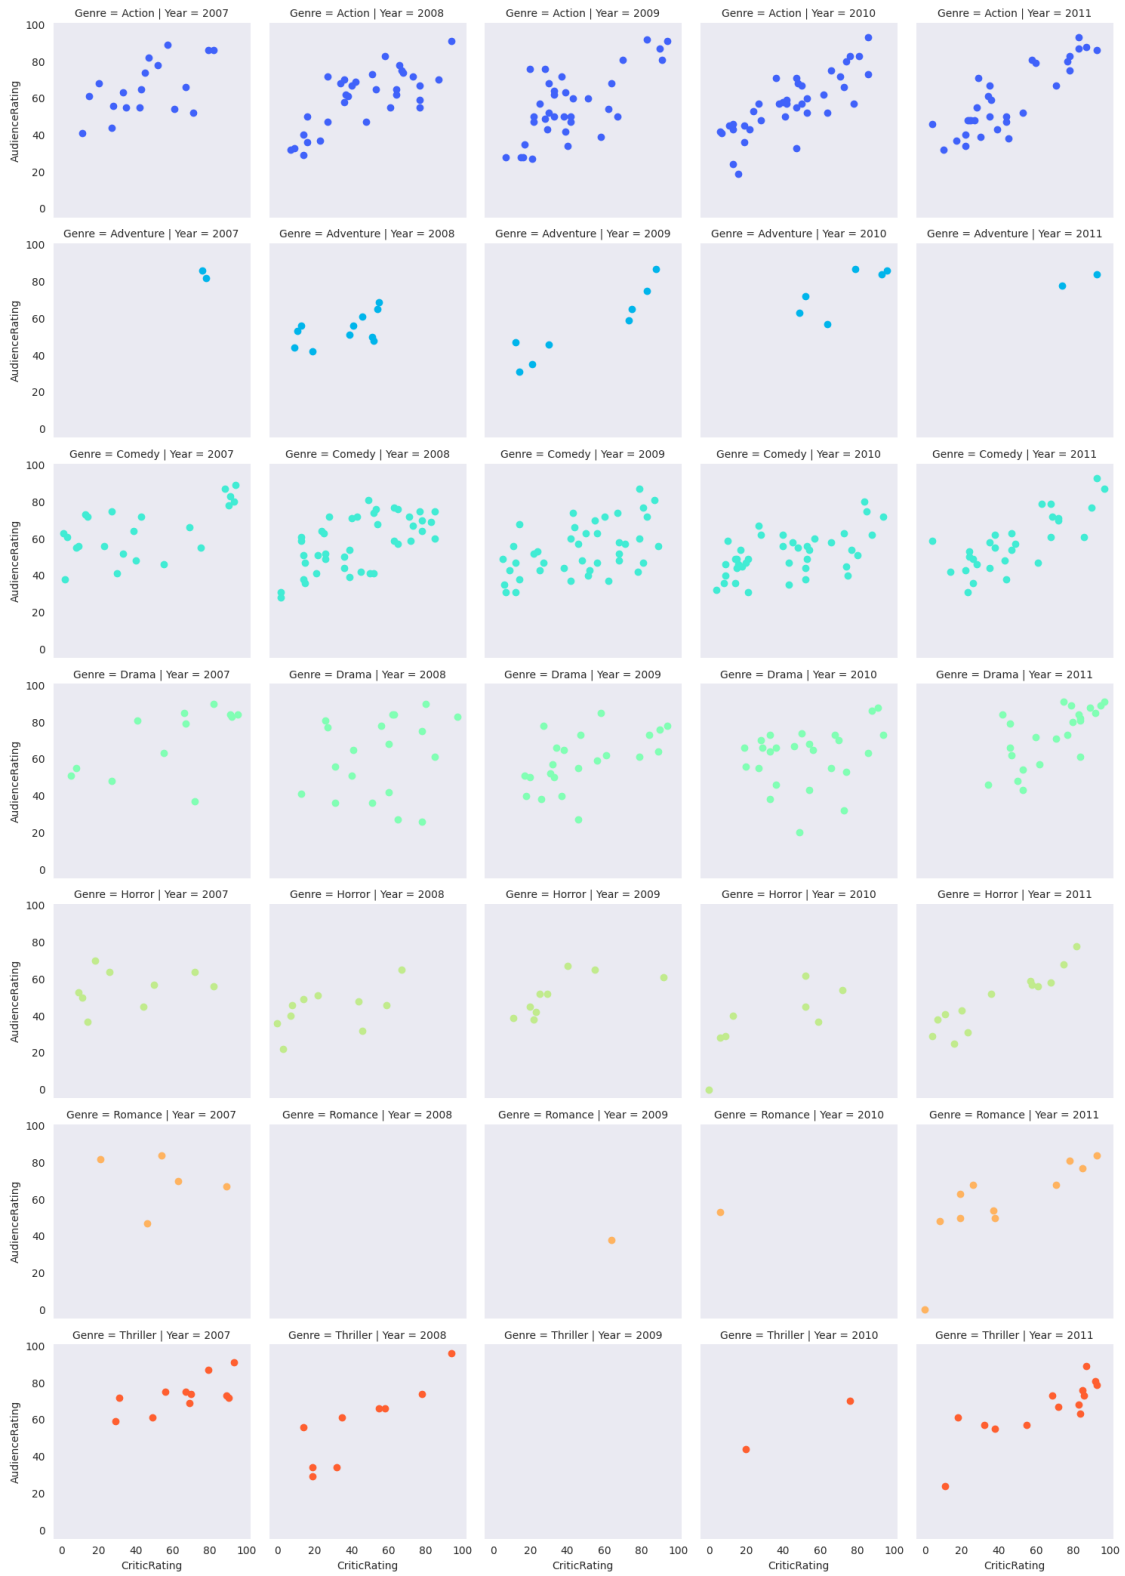 Genre = Action | Year = 2007
Genre = Action | Year = 2008
Genre = Action | Year = 2009
Genre = Action | Year = 2010
Genre = Action | Year = 2011
100
80
60
40
20
0
AudienceRating
Genre = Adventure | Year = 2007
Genre = Adventure | Year = 2008
Genre = Adventure | Year = 2009
Genre = Adventure | Year = 2010
Genre = Adventure | Year = 2011
100
80
60
40
20
0
AudienceRating
Genre = Comedy | Year = 2007
Genre = Comedy | Year = 2008
Genre = Comedy | Year = 2009
Genre = Comedy | Year = 2010
Genre = Comedy | Year = 2011
100
80
60
40
20
0
AudienceRating
Genre = Drama | Year = 2007
Genre = Drama | Year = 2008
Genre = Drama | Year = 2009
Genre = Drama | Year = 2010
Genre = Drama | Year = 2011
100
80
60
40
20
0
AudienceRating
Genre = Horror | Year = 2007
Genre = Horror | Year = 2008
Genre = Horror | Year = 2009
Genre = Horror | Year = 2010
Genre = Horror | Year = 2011
100
80
60
40
20
0
AudienceRating
Genre = Romance | Year = 2007
Genre = Romance | Year = 2008
Genre = Romance | Year = 2009
Genre = Romance | Year = 2010
Genre = Romance | Year = 2011
100
80
60
40
20
0
AudienceRating
Genre = Thriller | Year = 2007
Genre = Thriller | Year = 2008
Genre = Thriller | Year = 2009
Genre = Thriller | Year = 2010
Genre = Thriller | Year = 2011
100
80
60
40
20
0
AudienceRating
0 20 40 60 80 100
0 20 40 60 80 100
0 20 40 60 80 100
0 20 40 60 80 100
0 20 40 60 80 100
CriticRating
CriticRating
CriticRating
CriticRating
CriticRating